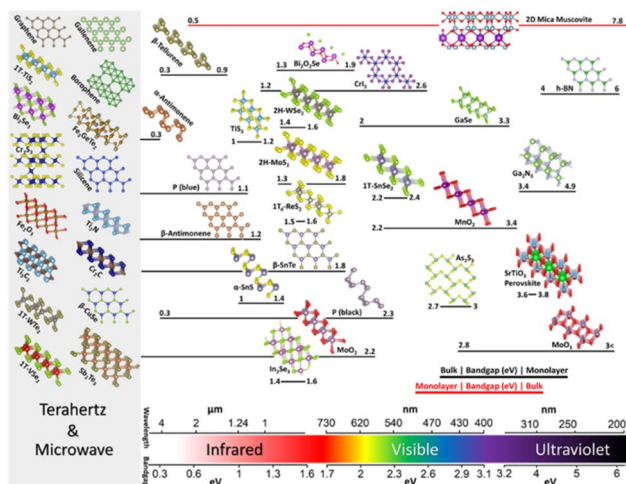 Graphene
Gallenene
1T-TiS₂
Borophene
Bi₂Se
Fe₃GeTe₂
Cr₂S₃
Silicene
Fe₂O₃
Ti₂N
Ti₃C₂
Cr₂C
1T-WTe₂
β-CuSe
1T-VSe₂
Sb₂Te₃
Terahertz
&
Microwave
0.5
2D Mica Muscovite
7.8
β-Tellurene
0.3
0.9
1.3
Bi₂O₂Se
1.9
CrI₃
1.2
2.6
h-BN
4
6
α-Antimonene
0.3
TiS₃
1
1.2
2H-WSe₂
1.4
1.6
GaSe
2
3.3
2H-MoS₂
1.3
1.8
1T-SnSe₂
2.2
2.4
Ga₂N₃
3.4
4.9
P (blue)
1.1
1.5
1.6
MnO₂
2.2
3.4
β-Antimonene
1.2
β-SnTe
1.8
α-SnS
1
1.4
As₂S₃
2.7
3
SrTiO₃
Perovskite
3.6
3.8
0.3
P (black)
2.3
MoO₂
2.2
In₂Se₃
1.4
1.6
MoO₃
2.8
3<
Bulk | Bandgap (eV) | Monolayer
Monolayer | Bandgap (eV) | Bulk
Wavelength
µm
nm
nm
4
2
1.24
1
730
620
540
430
400
310
250
200
Infrared
Visible
Ultraviolet
Bandgap
0.3
0.6
1
1.3
1.6
1.7
2
2.3
2.6
2.9
3.1
3.2
4
5
6
eV
eV
eV